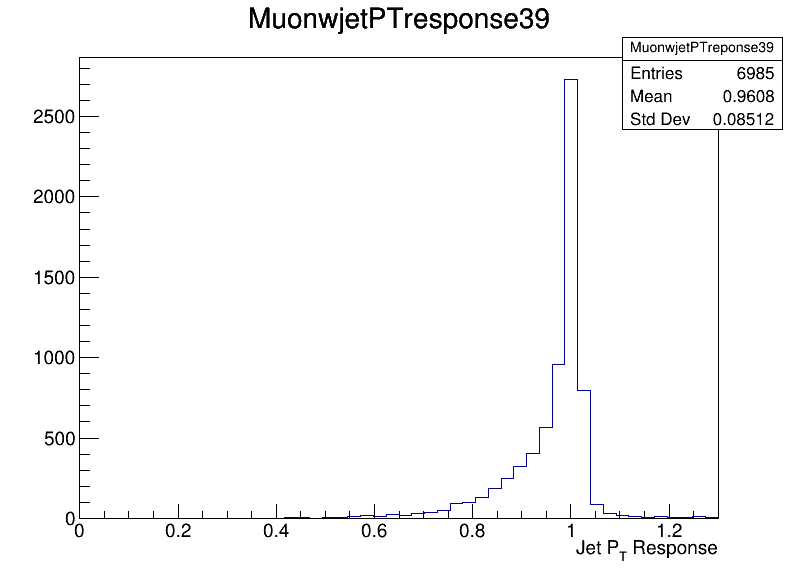 MuonwjetPTresponse39
MuonwjetPTreponse39
Entries 6985
Mean 0.9608
Std Dev 0.08512
2500
2000
1500
1000
500
0
0 0.2 0.4 0.6 0.8 1 1.2
Jet PT Response